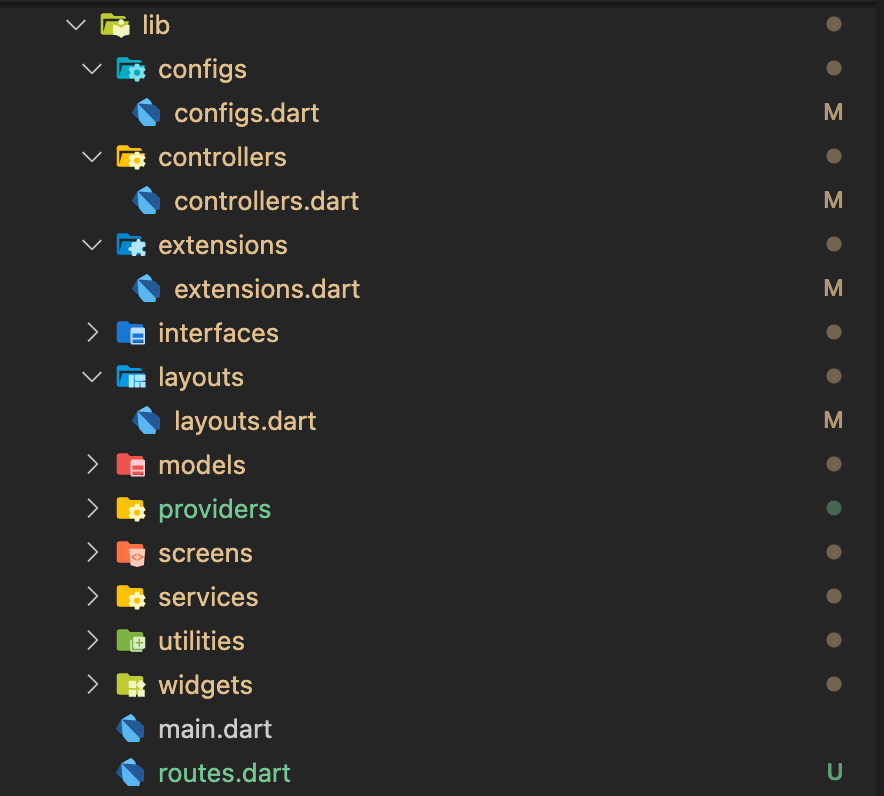 lib
configs
configs.dart M
controllers
controllers.dart M
extensions
extensions.dart M
interfaces
layouts
layouts.dart M
models
providers
screens
services
utilities
widgets
main.dart
routes.dart U